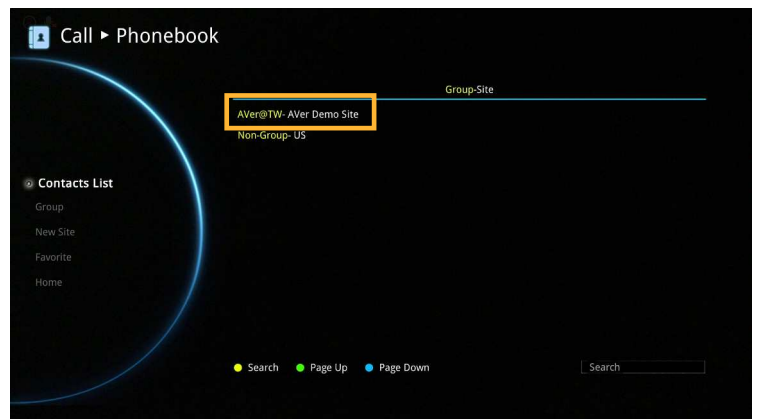 Call ▸ Phonebook
Group-Site
AVer@TW- AVer Demo Site
Non-Group- US
Contacts List
Group
New Site
Favorite
Home
Search Page Up Page Down Search